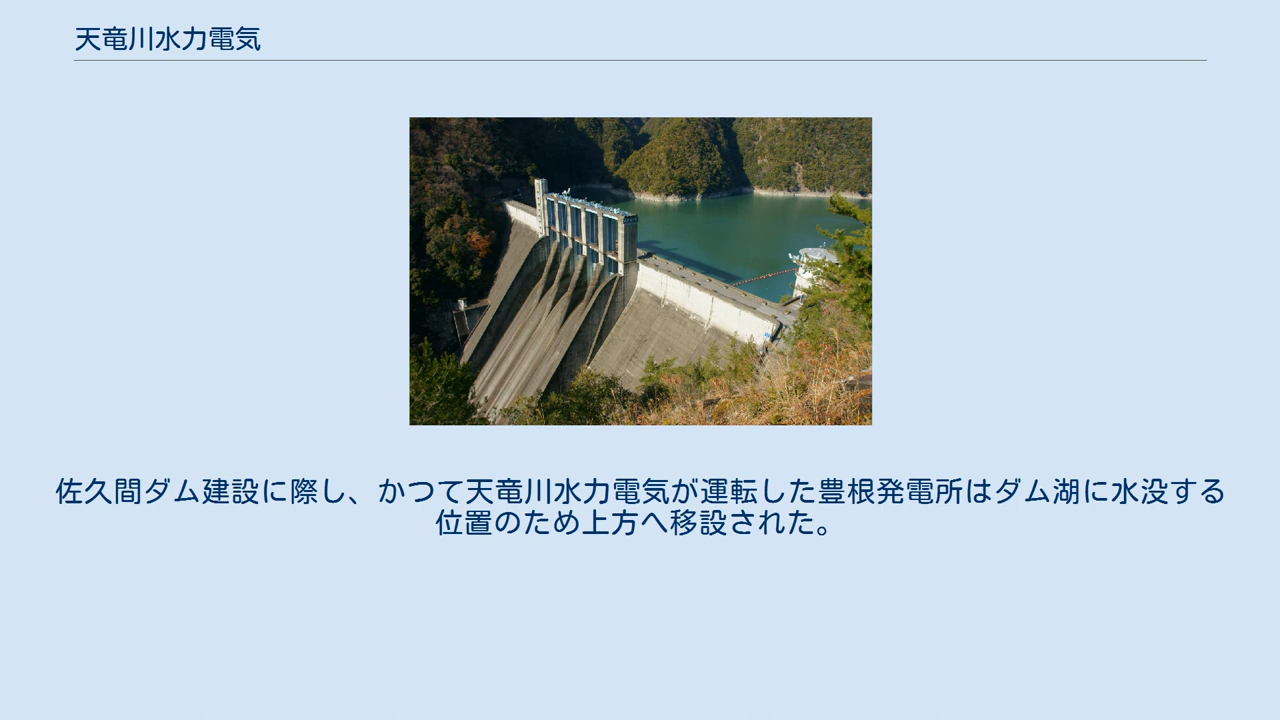 天竜川水力電気
佐久間ダム建設に際し、かつて天竜川水力電気が運転した豊根発電所はダム湖に水没する
位置のため上方へ移設された。